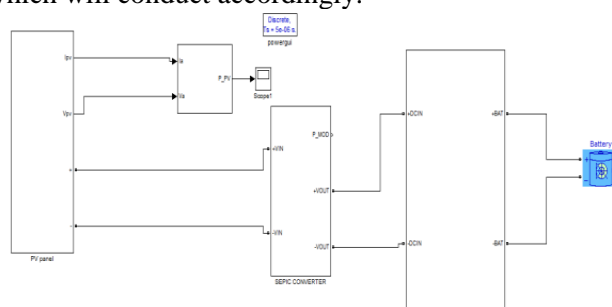 which will conduct accordingly.
Discrete,
Ts = 5e-06 s.
powergui
Ipv
Ia
P_PV
Scope1
Vpv
Va
+
-
PV panel
P_MOD
+VIN
+VOUT
-VIN
-VOUT
SEPIC CONVERTER
+DCIN
+BAT
-DCIN
-BAT
Battery
+
-